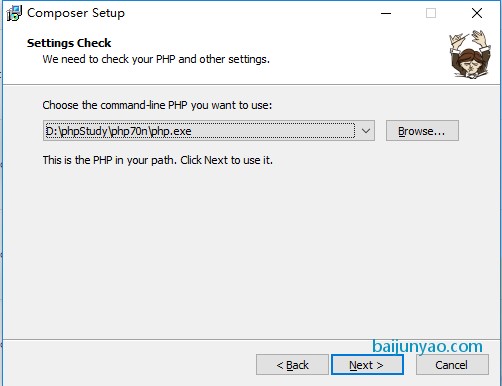 Composer Setup
Settings Check
We need to check your PHP and other settings.
Choose the command-line PHP you want to use:
D:\phpStudy\php70n\php.exe
Browse...
This is the PHP in your path. Click Next to use it.
baijunyao.com
< Back
Next >
Cancel